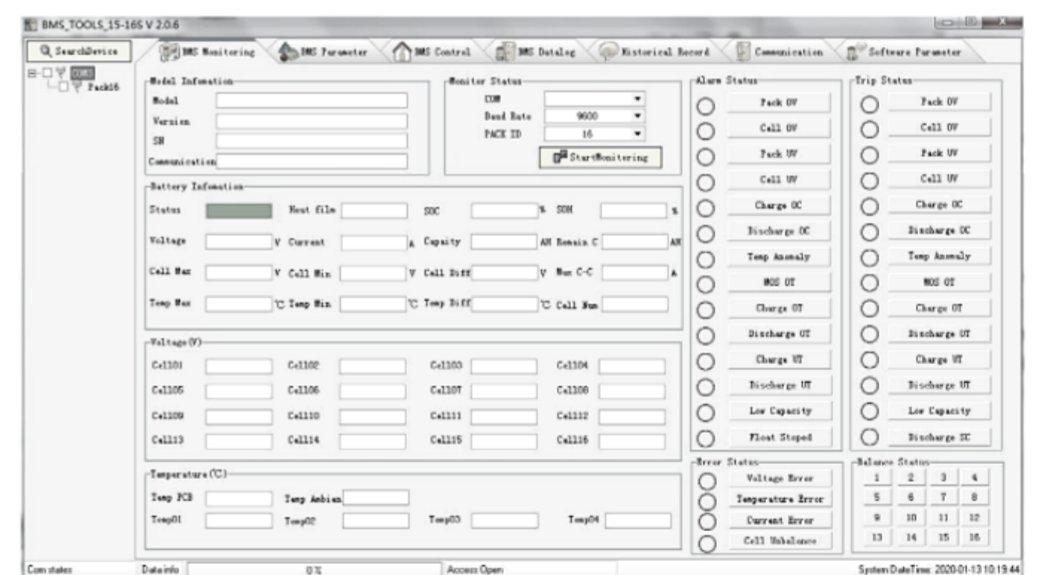 BMS_TOOLS_15-16S V 2.0.6
SearchDevice
BMS Monitoring
BMS Parameter
BMS Control
BMS Datalog
Historical Record
Communication
Software Parameter
COM3
Pack16
Model Infomation
Model
Version
SN
Communication
Monitor Status
COM
Baud Rate 9600
PACK ID 16
StartMonitoring
Battery Infomation
Status Heat film SOC % SOH %
Voltage V Current A Capaity AH Remain C AH
Cell Max V Cell Min V Cell Diff V Num C-C A
Temp Max ℃ Temp Min ℃ Temp Diff ℃ Cell Num
Voltage(V)
Cell01 Cell02 Cell03 Cell04
Cell05 Cell06 Cell07 Cell08
Cell09 Cell10 Cell11 Cell12
Cell13 Cell14 Cell15 Cell16
Temperature(℃)
Temp PCB Temp Ambien
Temp01 Temp02 Temp03 Temp04
Alarm Status
Pack OV
Cell OV
Pack UV
Cell UV
Charge OC
Discharge OC
Temp Anomaly
MOS OT
Charge OT
Discharge OT
Charge UT
Discharge UT
Low Capacity
Float Stoped
Trip Status
Pack OV
Cell OV
Pack UV
Cell UV
Charge OC
Discharge OC
Temp Anomaly
MOS OT
Charge OT
Discharge OT
Charge UT
Discharge UT
Low Capacity
Discharge SC
Error Status
Voltage Error
Temperature Error
Current Error
Cell Unbalance
Balance Status
1 2 3 4
5 6 7 8
9 10 11 12
13 14 15 16
Com states
Data info
0%
Access Open
System DateTime: 2020-01-13 10:19:44